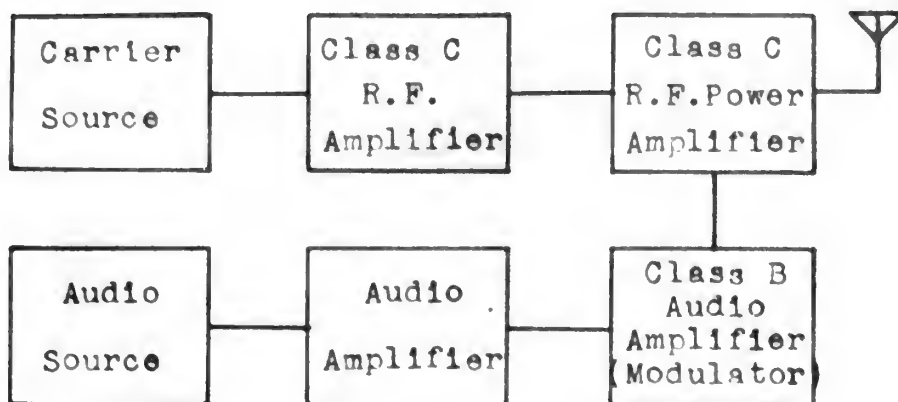 Carrier
Source
Class C
R.F.
Amplifier
Class C
R.F.Power
Amplifier
Audio
Source
Audio
Amplifier
Class B
Audio
Amplifier
(Modulator)